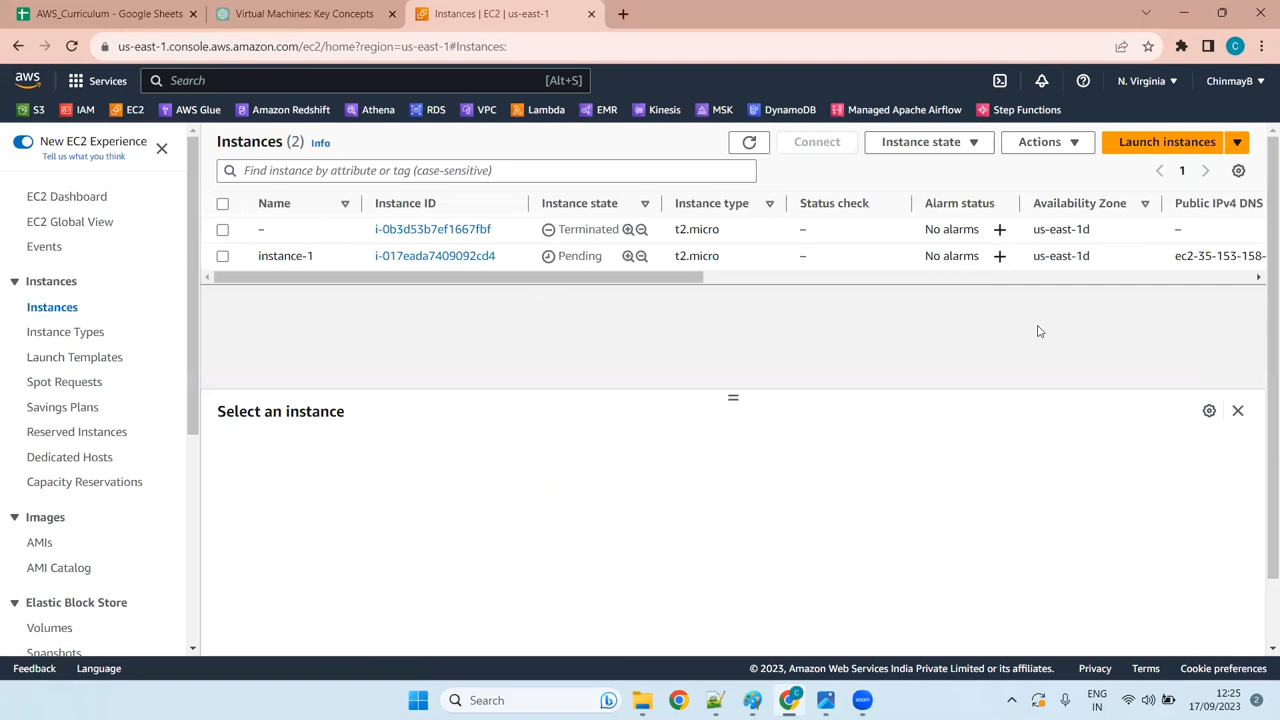 AWS_Curriculum - Google Sheets
Virtual Machines: Key Concepts
Instances | EC2 | us-east-1
us-east-1.console.aws.amazon.com/ec2/home?region=us-east-1#Instances:
C
aws
Services
Search
[Alt+S]
N. Virginia
ChinmayB
S3
IAM
EC2
AWS Glue
Amazon Redshift
Athena
RDS
VPC
Lambda
EMR
Kinesis
MSK
DynamoDB
Managed Apache Airflow
Step Functions
New EC2 Experience
Tell us what you think
EC2 Dashboard
EC2 Global View
Events
Instances
Instances
Instance Types
Launch Templates
Spot Requests
Savings Plans
Reserved Instances
Dedicated Hosts
Capacity Reservations
Images
AMIs
AMI Catalog
Elastic Block Store
Volumes
Snapshots
Instances (2) Info
Connect
Instance state
Actions
Launch instances
Find instance by attribute or tag (case-sensitive)
1
Name Instance ID Instance state Instance type Status check Alarm status Availability Zone Public IPv4 DNS
– i-0b3d53b7ef1667fbf Terminated t2.micro – No alarms + us-east-1d –
instance-1 i-017eada7409092cd4 Pending t2.micro – No alarms + us-east-1d ec2-35-153-158-
Select an instance
Feedback Language
© 2023, Amazon Web Services India Private Limited or its affiliates. Privacy Terms Cookie preferences
Search
zoom
ENG
IN
12:25
17/09/2023
2